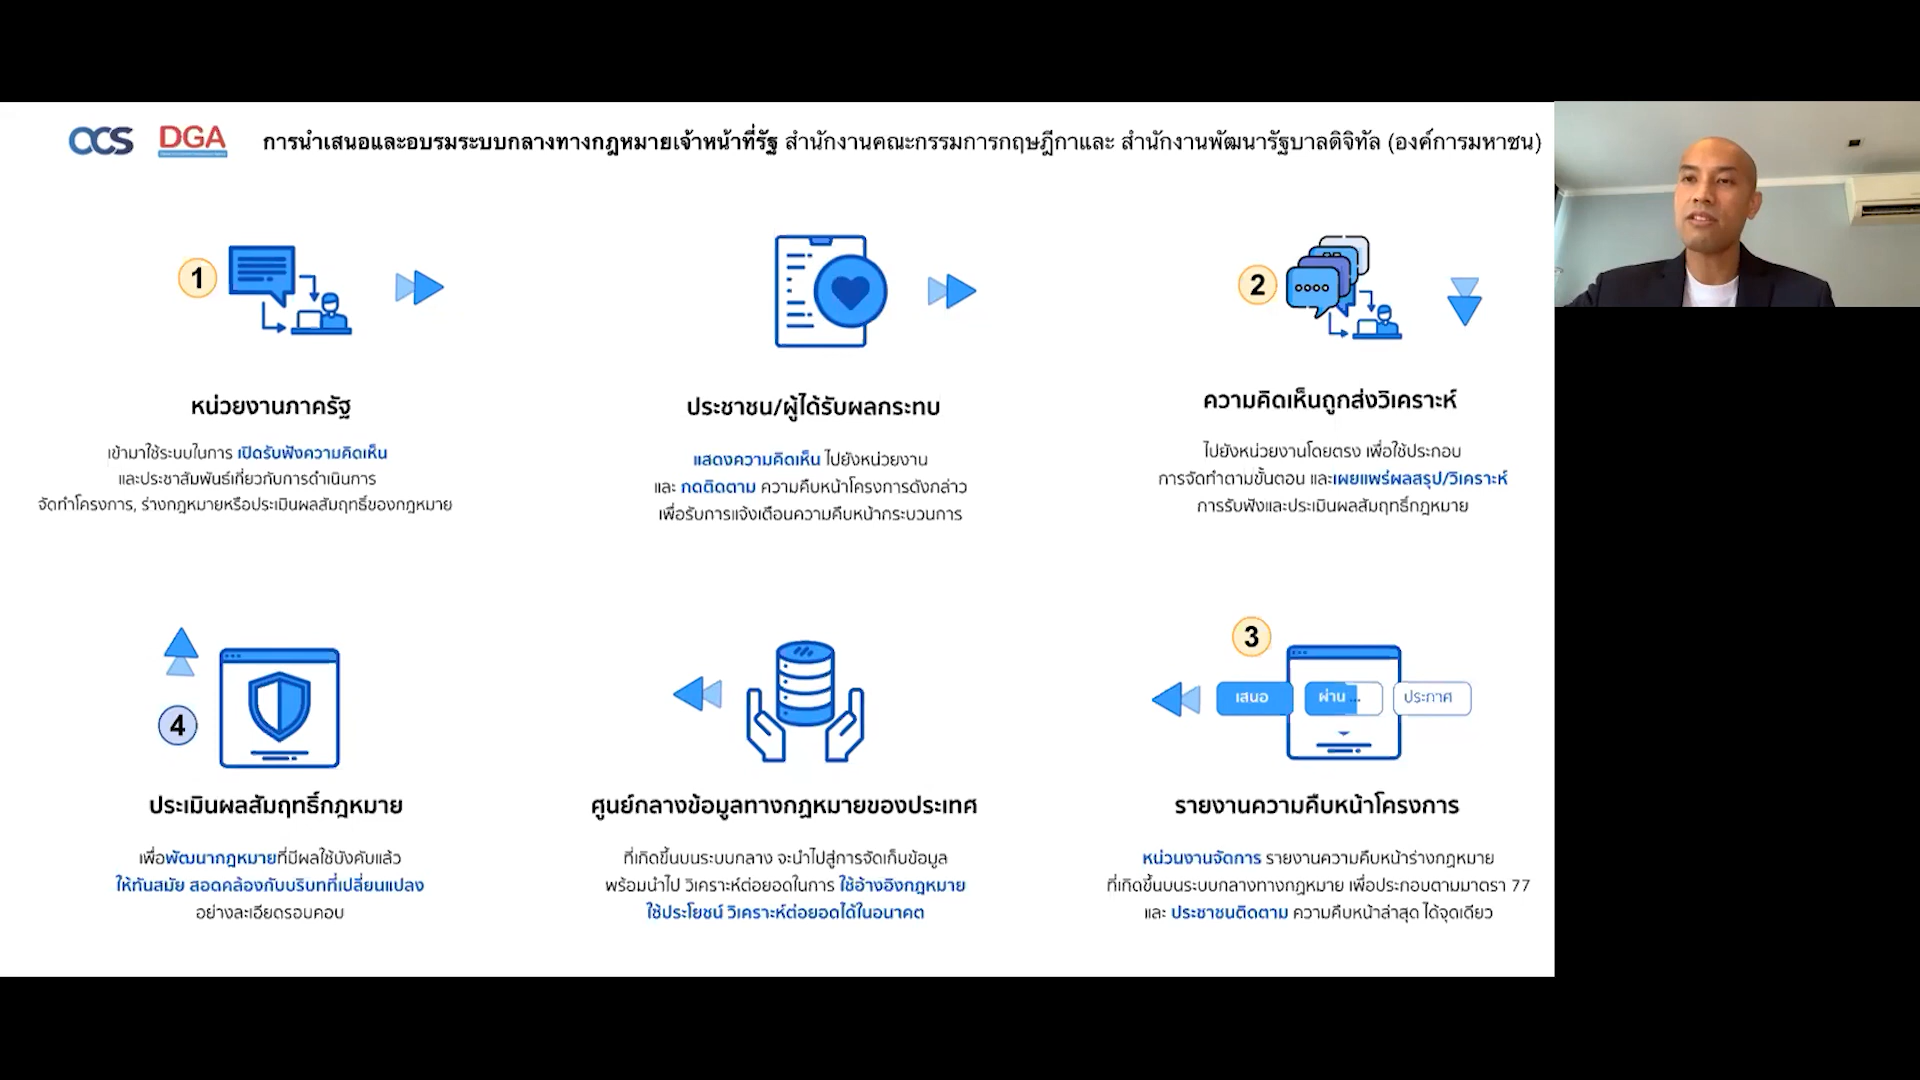 OCS DGA การนำเสนอและอบรมระบบกลางทางกฎหมายเจ้าหน้าที่รัฐ สำนักงานคณะกรรมการกฤษฎีกาและ สำนักงานพัฒนารัฐบาลดิจิทัล (องค์การมหาชน)
1
หน่วยงานภาครัฐ
เข้ามาใช้ระบบในการ เปิดรับฟังความคิดเห็น
และประชาสัมพันธ์เกี่ยวกับการดำเนินการ
จัดทำโครงการ, ร่างกฎหมายหรือประเมินผลสัมฤทธิ์ของกฎหมาย
ประชาชน/ผู้ได้รับผลกระทบ
แสดงความคิดเห็น ไปยังหน่วยงาน
และ กดติดตาม ความคืบหน้าโครงการดังกล่าว
เพื่อรับการแจ้งเตือนความคืบหน้ากระบวนการ
2
ความคิดเห็นถูกส่งวิเคราะห์
ไปยังหน่วยงานโดยตรง เพื่อใช้ประกอบ
การจัดทำตามขั้นตอน และเผยแพร่ผลสรุป/วิเคราะห์
การรับฟังและประเมินผลสัมฤทธิ์กฎหมาย
3
เสนอ ผ่าน ... ประกาศ
รายงานความคืบหน้าโครงการ
หน่วนงานจัดการ รายงานความคืบหน้าร่างกฎหมาย
ที่เกิดขึ้นบนระบบกลางทางกฎหมาย เพื่อประกอบตามมาตรา 77
และ ประชาชนติดตาม ความคืบหน้าล่าสุด ได้จุดเดียว
ศูนย์กลางข้อมูลทางกฎหมายของประเทศ
ที่เกิดขึ้นบนระบบกลาง จะนำไปสู่การจัดเก็บข้อมูล
พร้อมนำไป วิเคราะห์ต่อยอดในการ ใช้อ้างอิงกฎหมาย
ใช้ประโยชน์ วิเคราะห์ต่อยอดได้ในอนาคต
4
ประเมินผลสัมฤทธิ์กฎหมาย
เพื่อพัฒนากฎหมายที่มีผลใช้บังคับแล้ว
ให้ทันสมัย สอดคล้องกับบริบทที่เปลี่ยนแปลง
อย่างละเอียดรอบคอบ